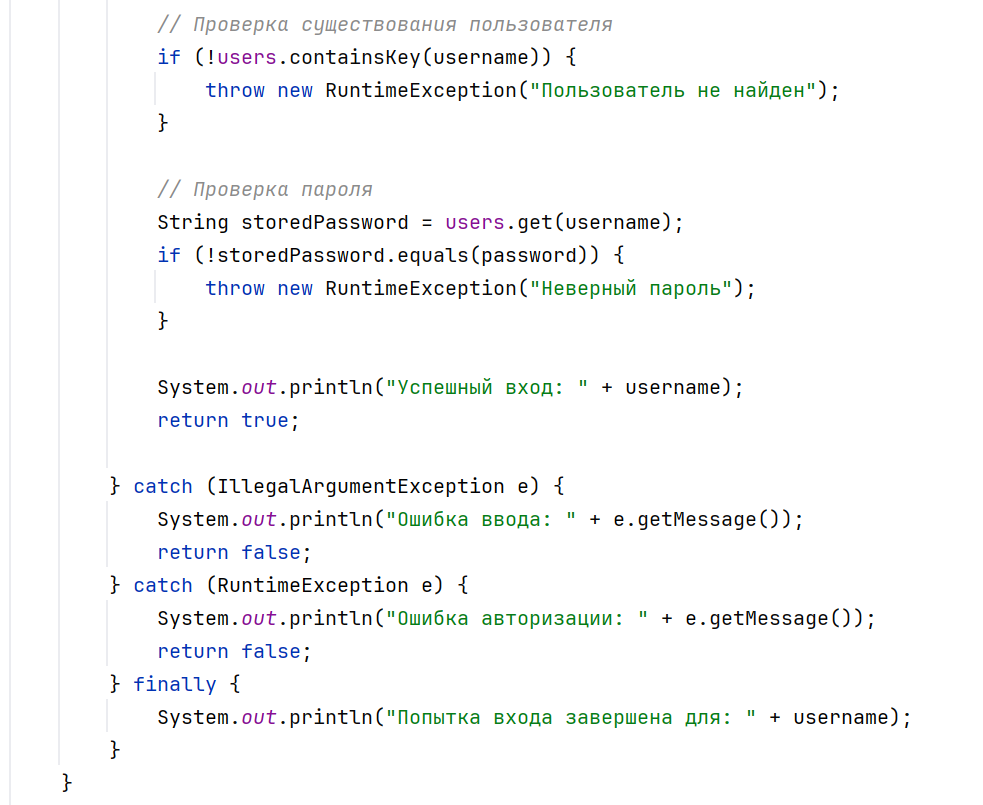 // Проверка существования пользователя
if (!users.containsKey(username)) {
throw new RuntimeException("Пользователь не найден");
}
// Проверка пароля
String storedPassword = users.get(username);
if (!storedPassword.equals(password)) {
throw new RuntimeException("Неверный пароль");
}
System.out.println("Успешный вход: " + username);
return true;
} catch (IllegalArgumentException e) {
System.out.println("Ошибка ввода: " + e.getMessage());
return false;
} catch (RuntimeException e) {
System.out.println("Ошибка авторизации: " + e.getMessage());
return false;
} finally {
System.out.println("Попытка входа завершена для: " + username);
}
}